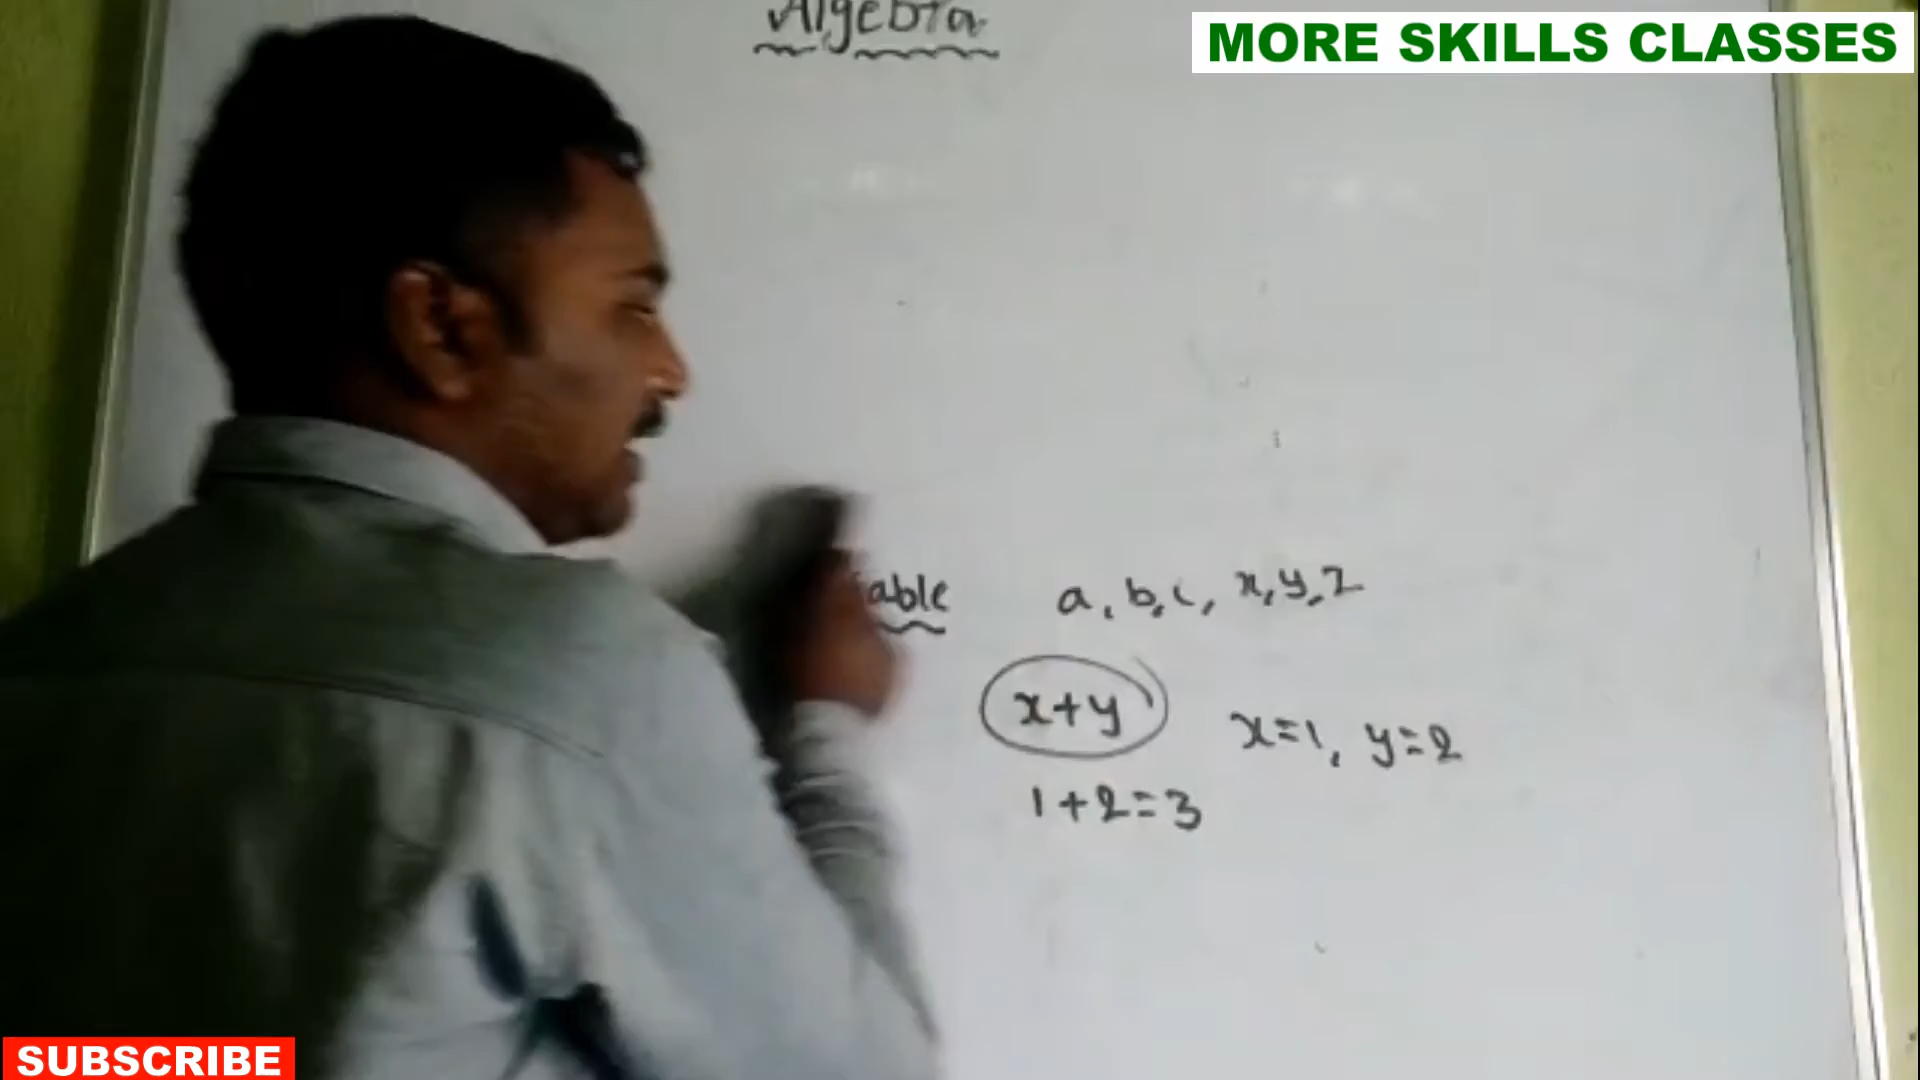 Algebra
MORE SKILLS CLASSES
able a, b, c, x, y, z
x+y
x=1, y=2
1+2=3
SUBSCRIBE